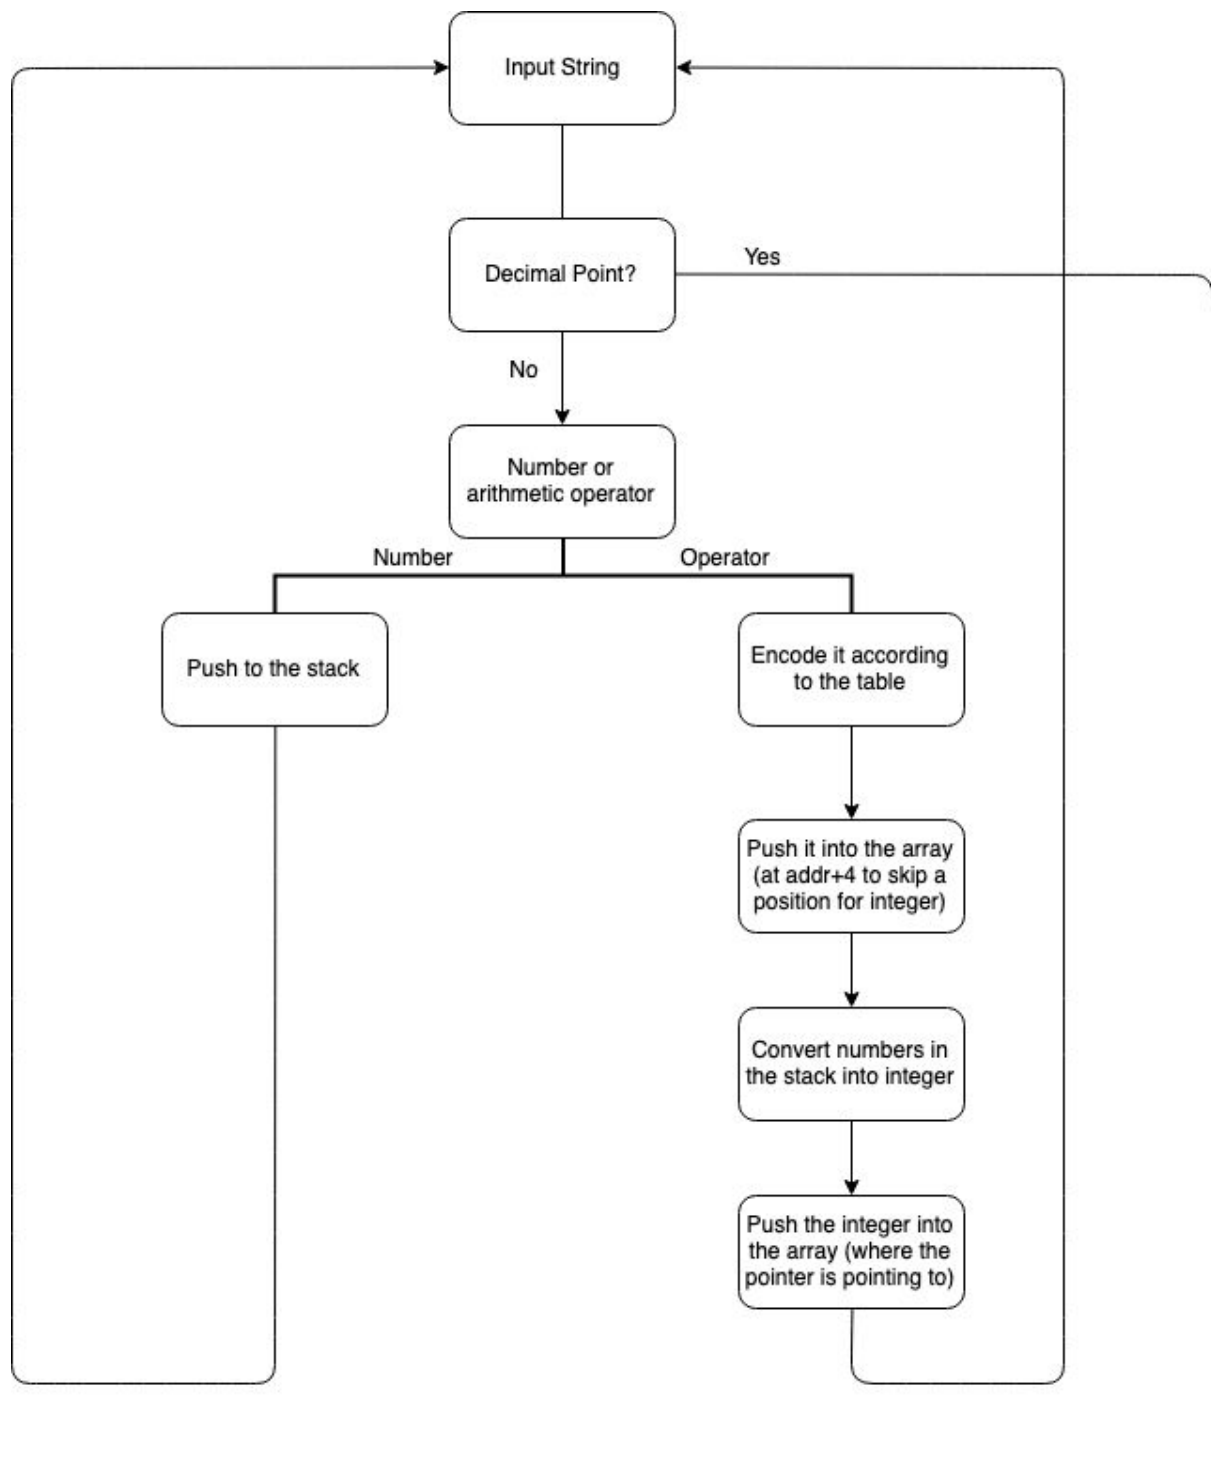 Input String
Decimal Point?
Yes
No
Number or
arithmetic operator
Number
Operator
Push to the stack
Encode it according
to the table
Push it into the array
(at addr+4 to skip a
position for integer)
Convert numbers in
the stack into integer
Push the integer into
the array (where the
pointer is pointing to)